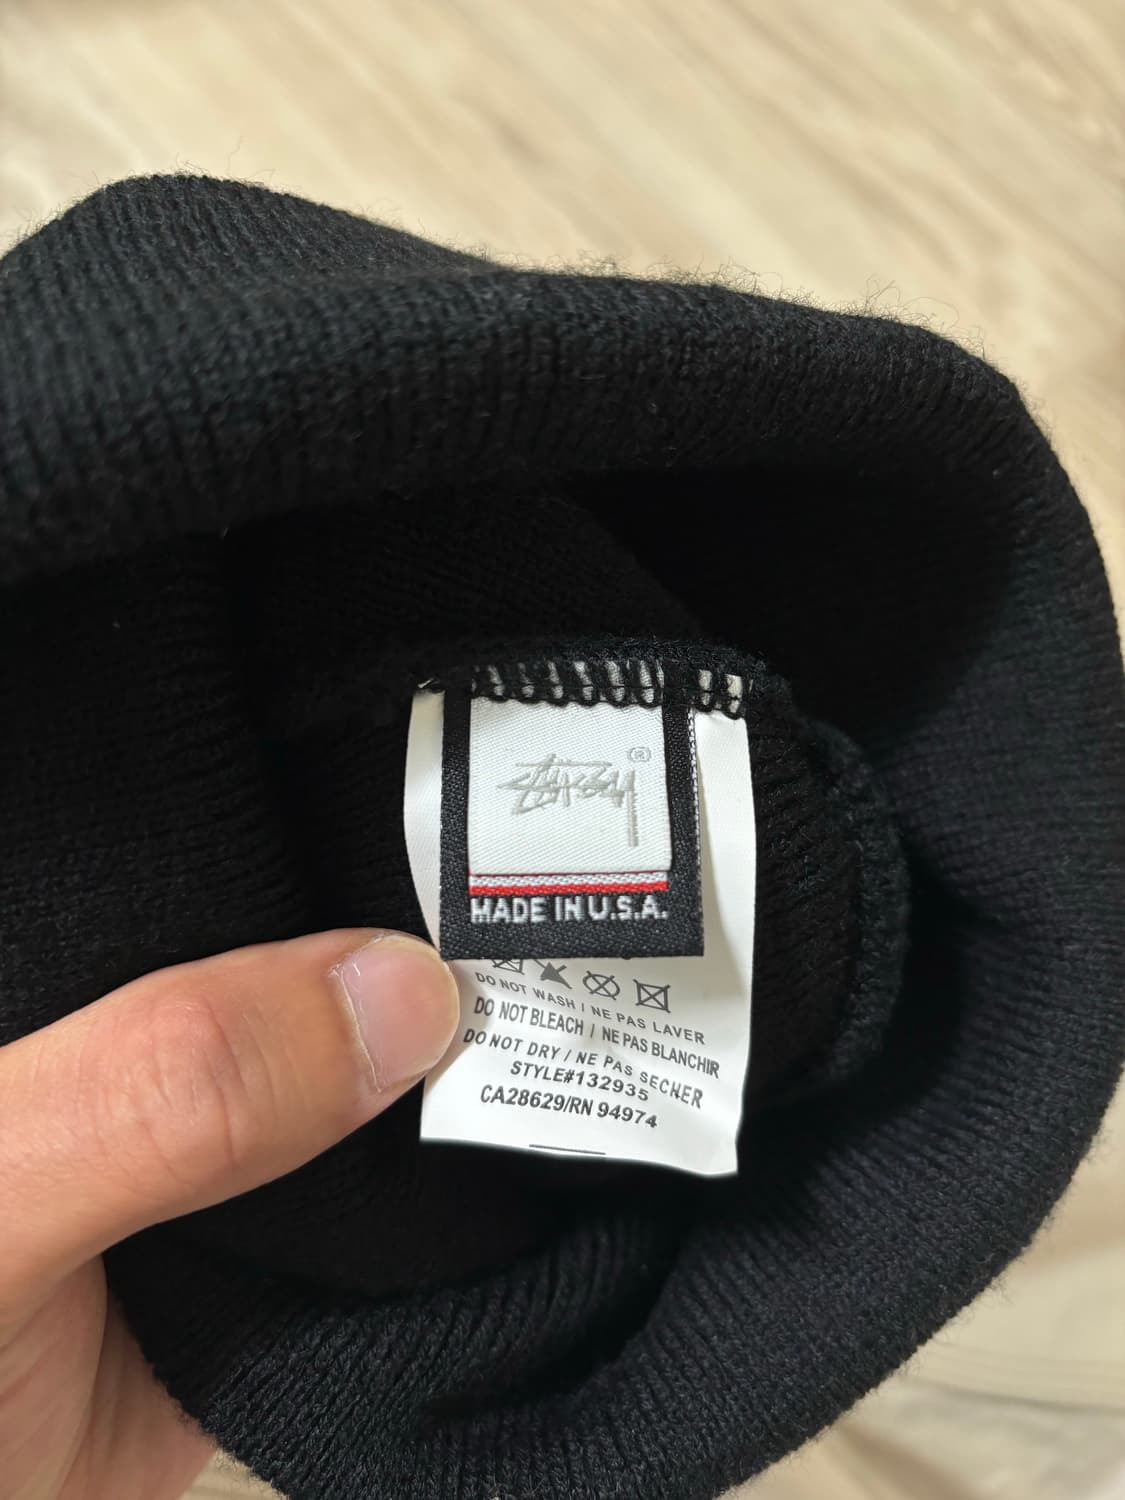 STÜSSY ®
MADE IN U.S.A.
DO NOT WASH / NE PAS LAVER
DO NOT BLEACH / NE PAS BLANCHIR
DO NOT DRY / NE PAS SECHER
STYLE#132935
CA28629/RN 94974